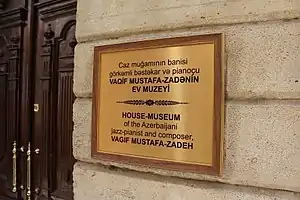 Caz muğamının banisi
görkəmli bəstəkar və pianoçu
VAQİF MUSTAFA-ZADƏNİN
EV MUZEYİ
HOUSE-MUSEUM
of the Azerbaijani
jazz-pianist and composer,
VAGIF MUSTAFA-ZADEH